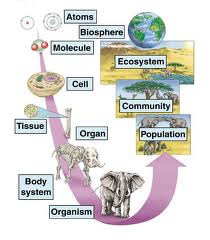 Atoms
Biosphere
Molecule
Ecosystem
Cell
Community
Tissue
Organ
Population
Body
system
Organism